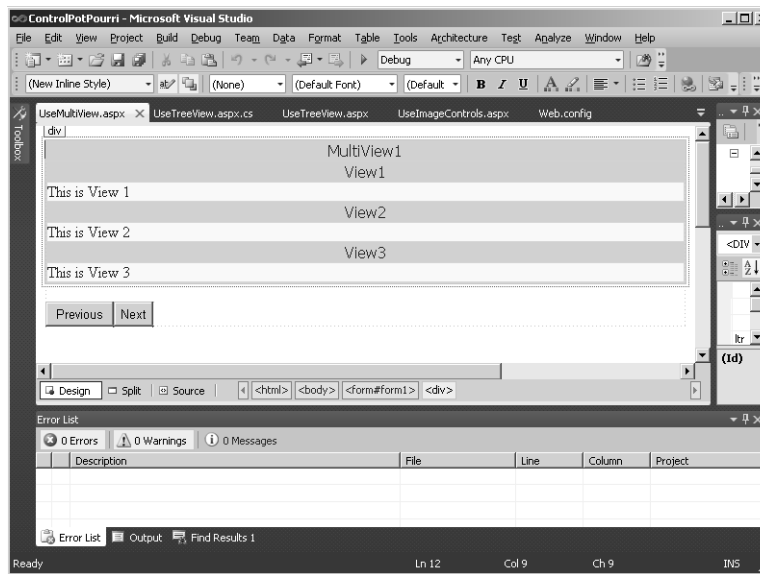 ControlPotPourri - Microsoft Visual Studio
File Edit View Project Build Debug Team Data Format Table Tools Architecture Test Analyze Window Help
Debug Any CPU
(New Inline Style) (None) (Default Font) (Default B I U A
UseMultiView.aspx UseTreeView.aspx.cs UseTreeView.aspx UseImageControls.aspx Web.config
Toolbox
div
MultiView1
View1
This is View 1
View2
This is View 2
View3
This is View 3
Previous Next
<DIV
ltr
(Id)
Design Split Source <html> <body> <form#form1> <div>
Error List
0 Errors 0 Warnings 0 Messages
Description File Line Column Project
Error List Output Find Results 1
Ready Ln 12 Col 9 Ch 9 INS